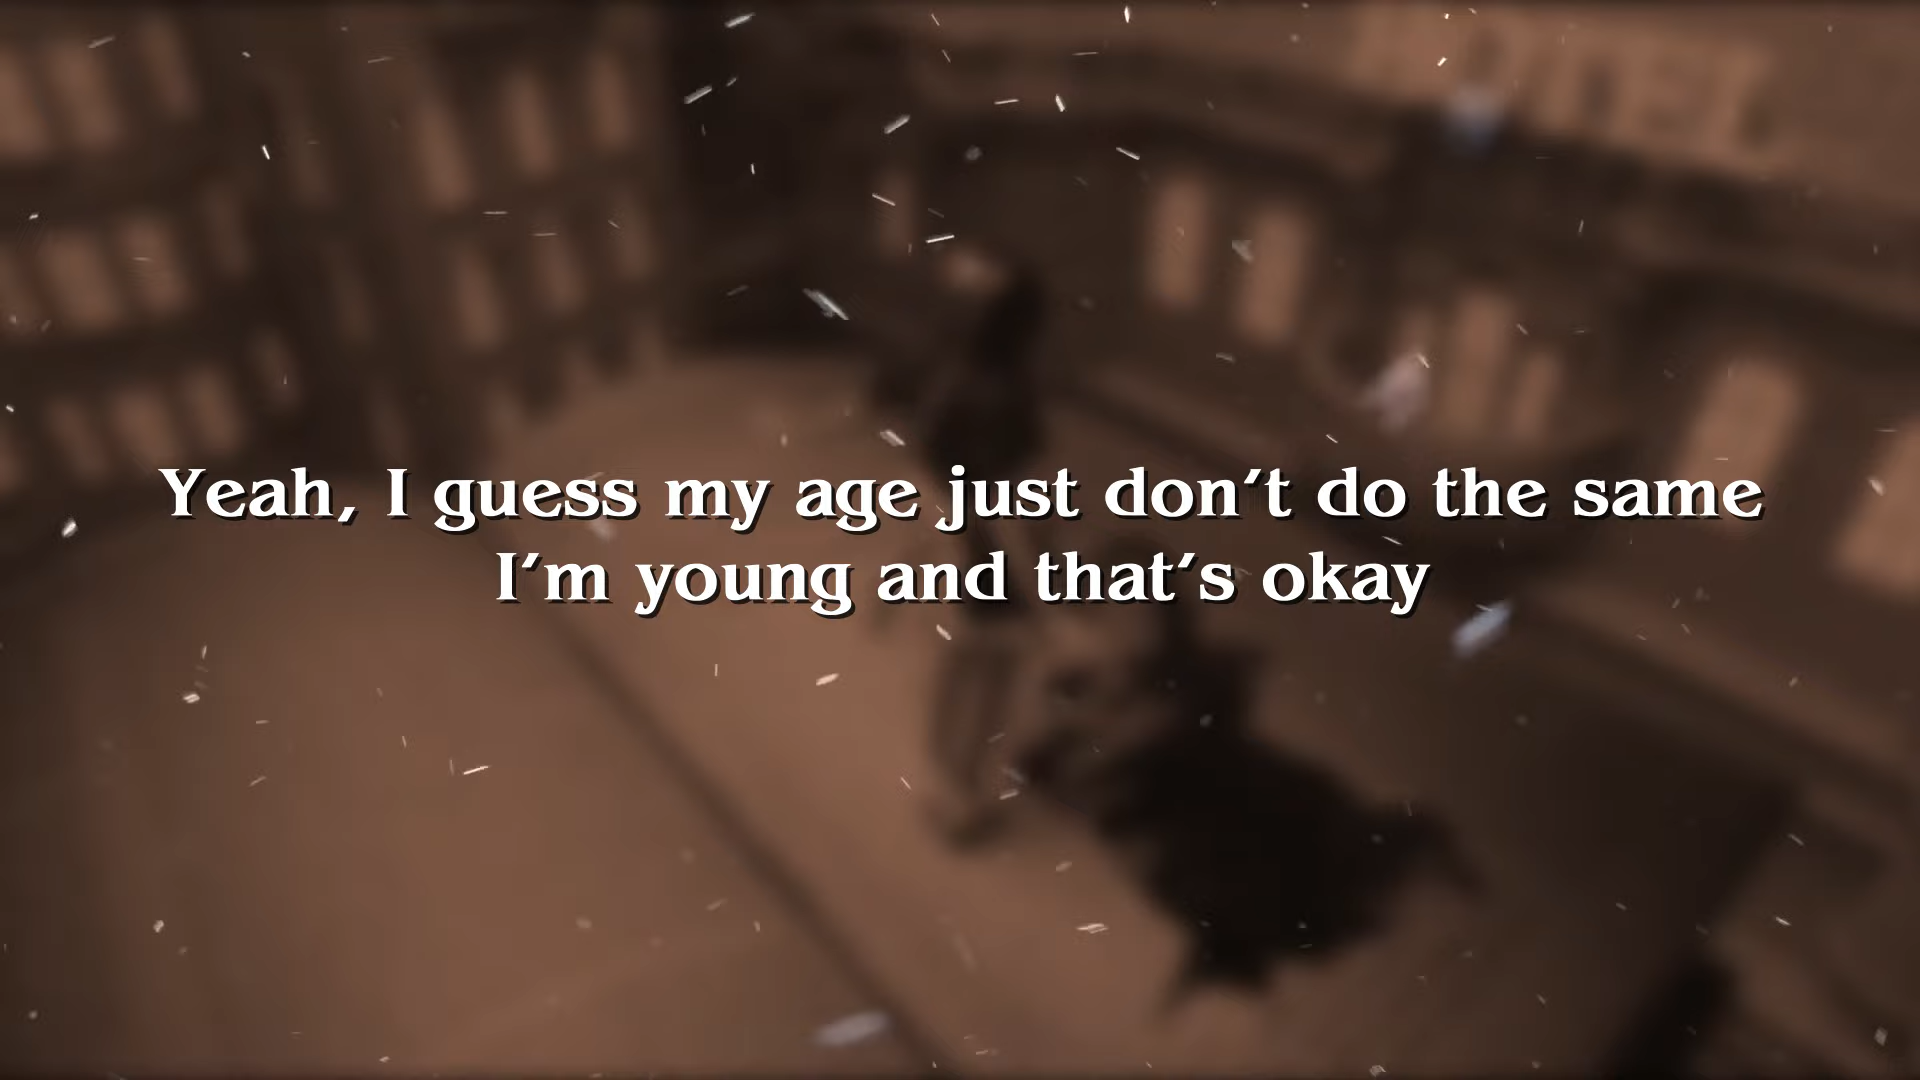 Yeah, I guess my age just don't do the same
I'm young and that's okay